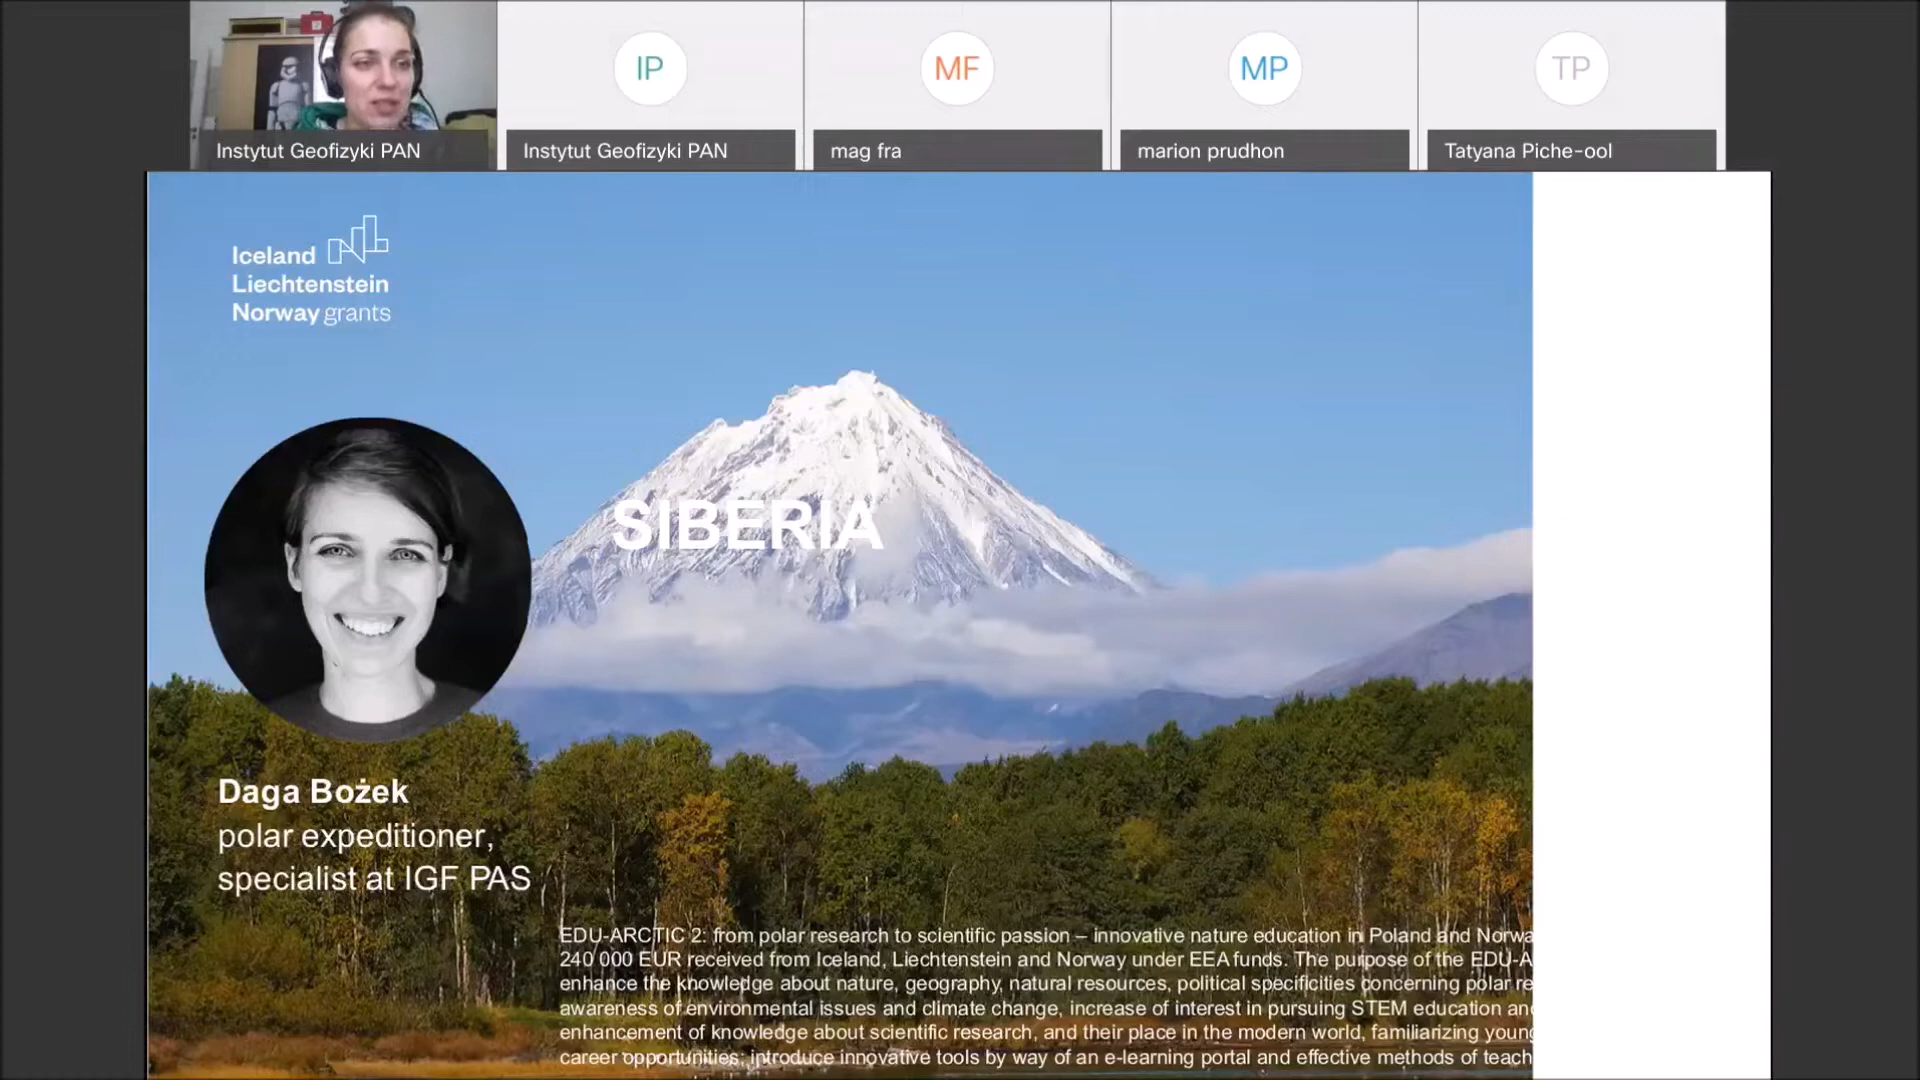 IP
MF
MP
TP
Instytut Geofizyki PAN
Instytut Geofizyki PAN
mag fra
marion prudhon
Tatyana Piche-ool
Iceland
Liechtenstein
Norway grants
SIBERIA
Daga Bożek
polar expeditioner,
specialist at IGF PAS
EDU-ARCTIC 2: from polar research to scientific passion – innovative nature education in Poland and Norwa
240 000 EUR received from Iceland, Liechtenstein and Norway under EEA funds. The purpose of the EDU-A
enhance the knowledge about nature, geography, natural resources, political specificities concerning polar re
awareness of environmental issues and climate change, increase of interest in pursuing STEM education and
enhancement of knowledge about scientific research, and their place in the modern world, familiarizing young
career opportunities; introduce innovative tools by way of an e-learning portal and effective methods of teach